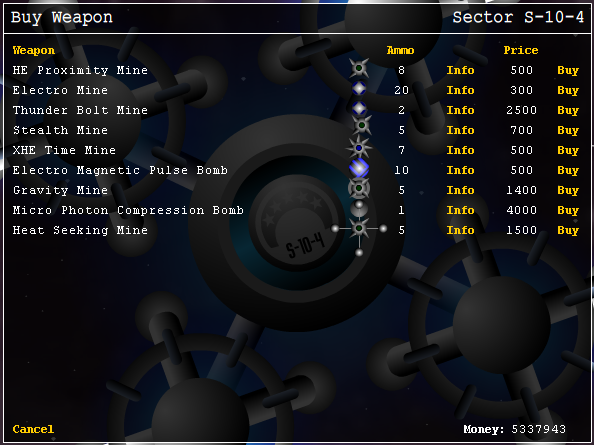 Buy Weapon Sector S-10-4
Weapon Ammo Price
HE Proximity Mine 8 Info 500 Buy
Electro Mine 20 Info 300 Buy
Thunder Bolt Mine 2 Info 2500 Buy
Stealth Mine 5 Info 700 Buy
XHE Time Mine 7 Info 500 Buy
Electro Magnetic Pulse Bomb 10 Info 500 Buy
Gravity Mine 5 Info 1400 Buy
Micro Photon Compression Bomb 1 Info 4000 Buy
Heat Seeking Mine 5 Info 1500 Buy
S-10-4
Cancel Money: 5337943